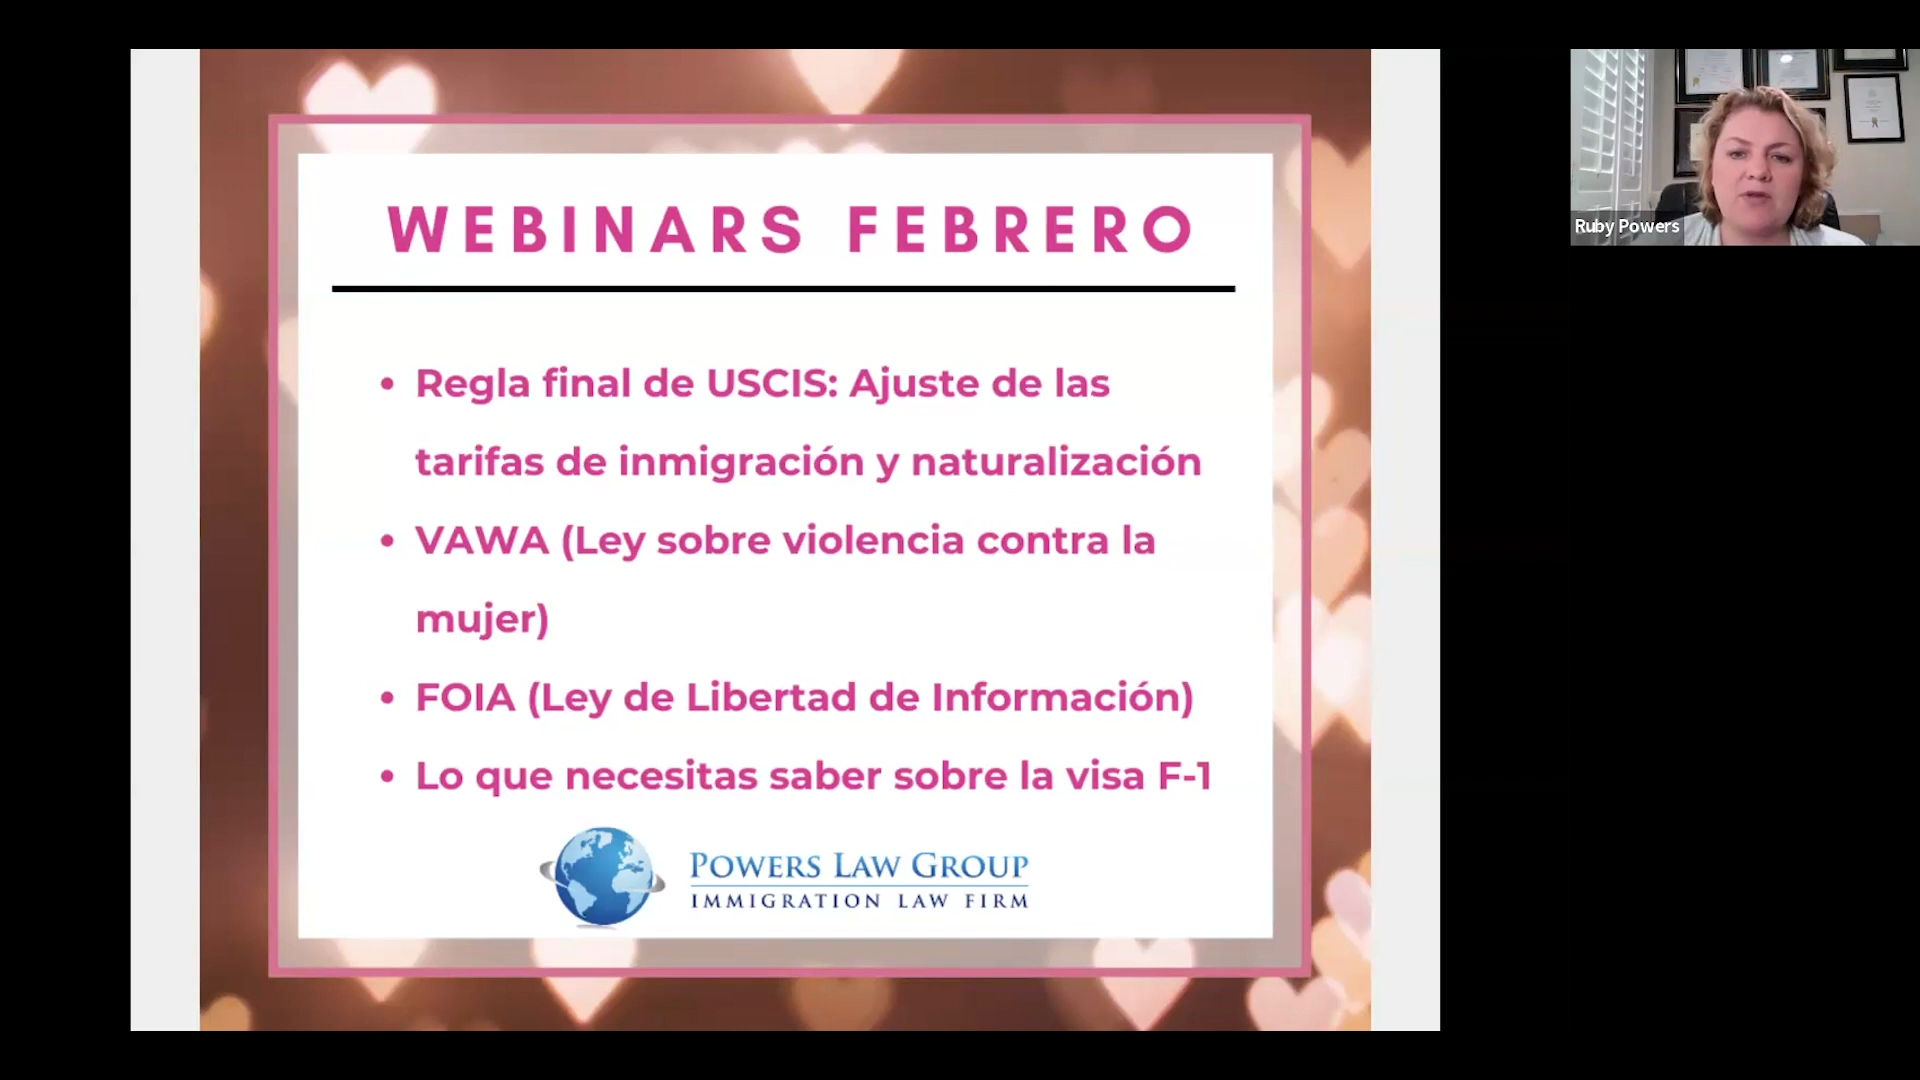 WEBINARS FEBRERO
• Regla final de USCIS: Ajuste de las
tarifas de inmigración y naturalización
• VAWA (Ley sobre violencia contra la
mujer)
• FOIA (Ley de Libertad de Información)
• Lo que necesitas saber sobre la visa F-1
POWERS LAW GROUP
IMMIGRATION LAW FIRM
Ruby Powers